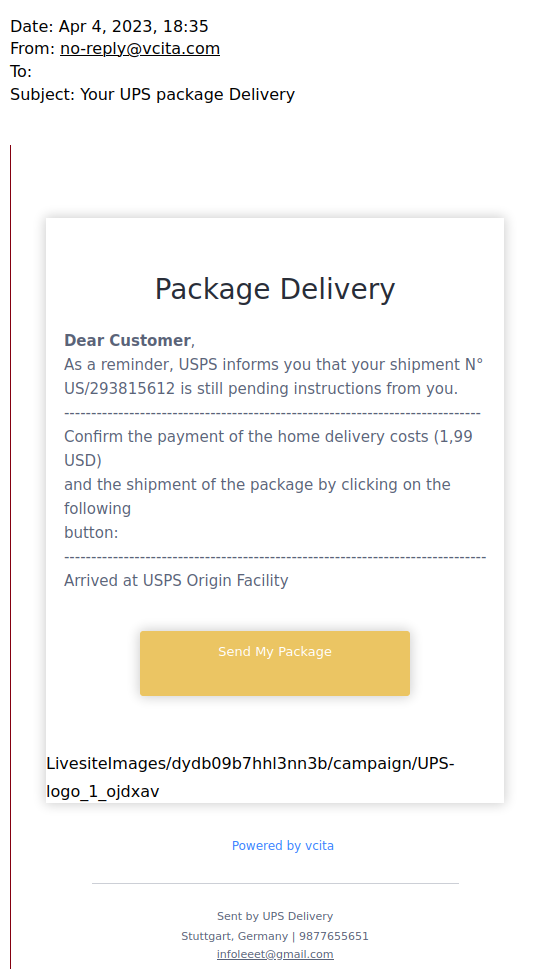 Date: Apr 4, 2023, 18:35
From: no-reply@vcita.com
To:
Subject: Your UPS package Delivery
Package Delivery
Dear Customer,
As a reminder, USPS informs you that your shipment N°
US/293815612 is still pending instructions from you.
--------------------------------------------------------------------------------
Confirm the payment of the home delivery costs (1,99
USD)
and the shipment of the package by clicking on the
following
button:
---------------------------------------------------------------------------------
Arrived at USPS Origin Facility
Send My Package
LivesiteImages/dydb09b7hhl3nn3b/campaign/UPS-
logo_1_ojdxav
Powered by vcita
Sent by UPS Delivery
Stuttgart, Germany | 9877655651
infoleeet@gmail.com